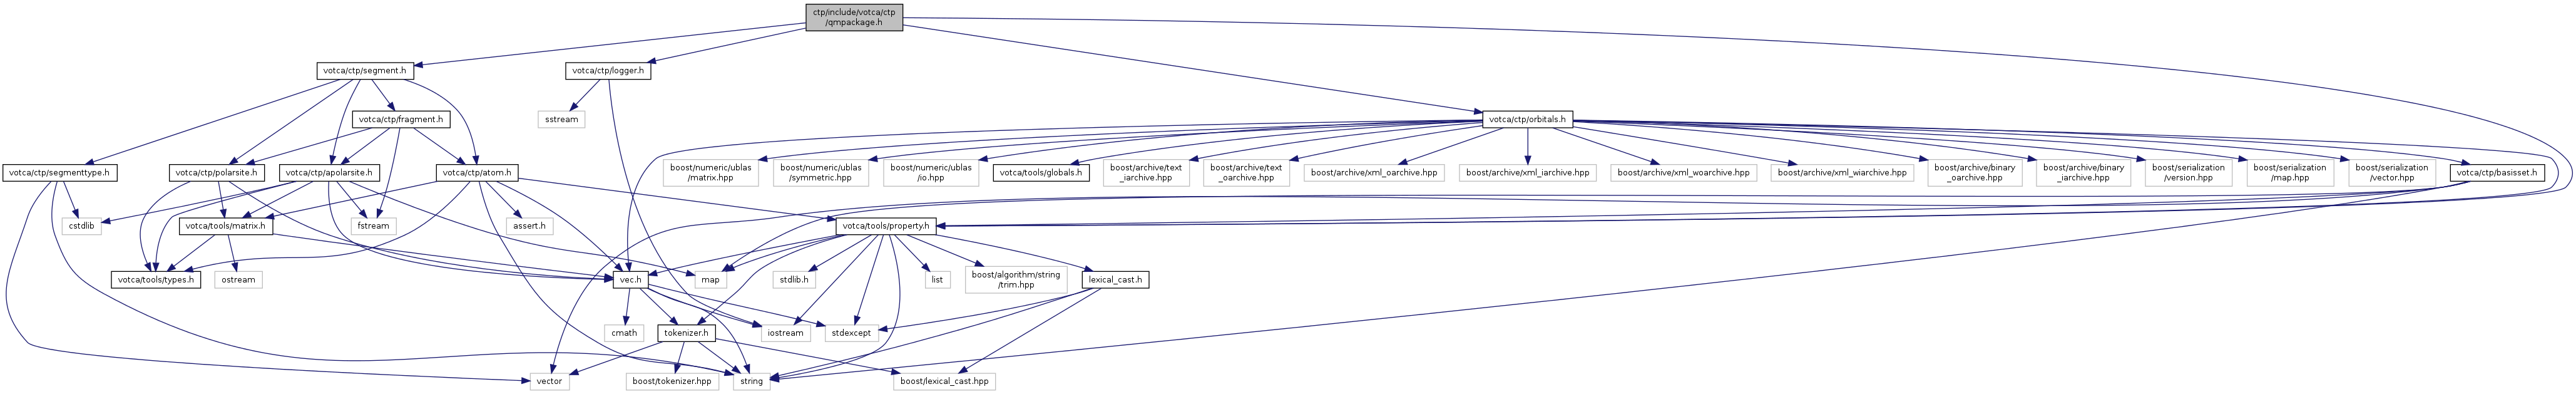 ctp/include/votca/ctp
/qmpackage.h
votca/ctp/segment.h
votca/ctp/logger.h
sstream
votca/ctp/fragment.h
votca/ctp/orbitals.h
votca/ctp/segmenttype.h
votca/ctp/polarsite.h
votca/ctp/apolarsite.h
votca/ctp/atom.h
boost/numeric/ublas
/matrix.hpp
boost/numeric/ublas
/symmetric.hpp
boost/numeric/ublas
/io.hpp
votca/tools/globals.h
boost/archive/text
_iarchive.hpp
boost/archive/text
_oarchive.hpp
boost/archive/xml_oarchive.hpp
boost/archive/xml_iarchive.hpp
boost/archive/xml_woarchive.hpp
boost/archive/xml_wiarchive.hpp
boost/archive/binary
_oarchive.hpp
boost/archive/binary
_iarchive.hpp
boost/serialization
/version.hpp
boost/serialization
/map.hpp
boost/serialization
/vector.hpp
votca/ctp/basisset.h
cstdlib
votca/tools/matrix.h
fstream
assert.h
votca/tools/property.h
votca/tools/types.h
ostream
vec.h
map
stdlib.h
list
boost/algorithm/string
/trim.hpp
lexical_cast.h
cmath
tokenizer.h
iostream
stdexcept
vector
boost/tokenizer.hpp
string
boost/lexical_cast.hpp